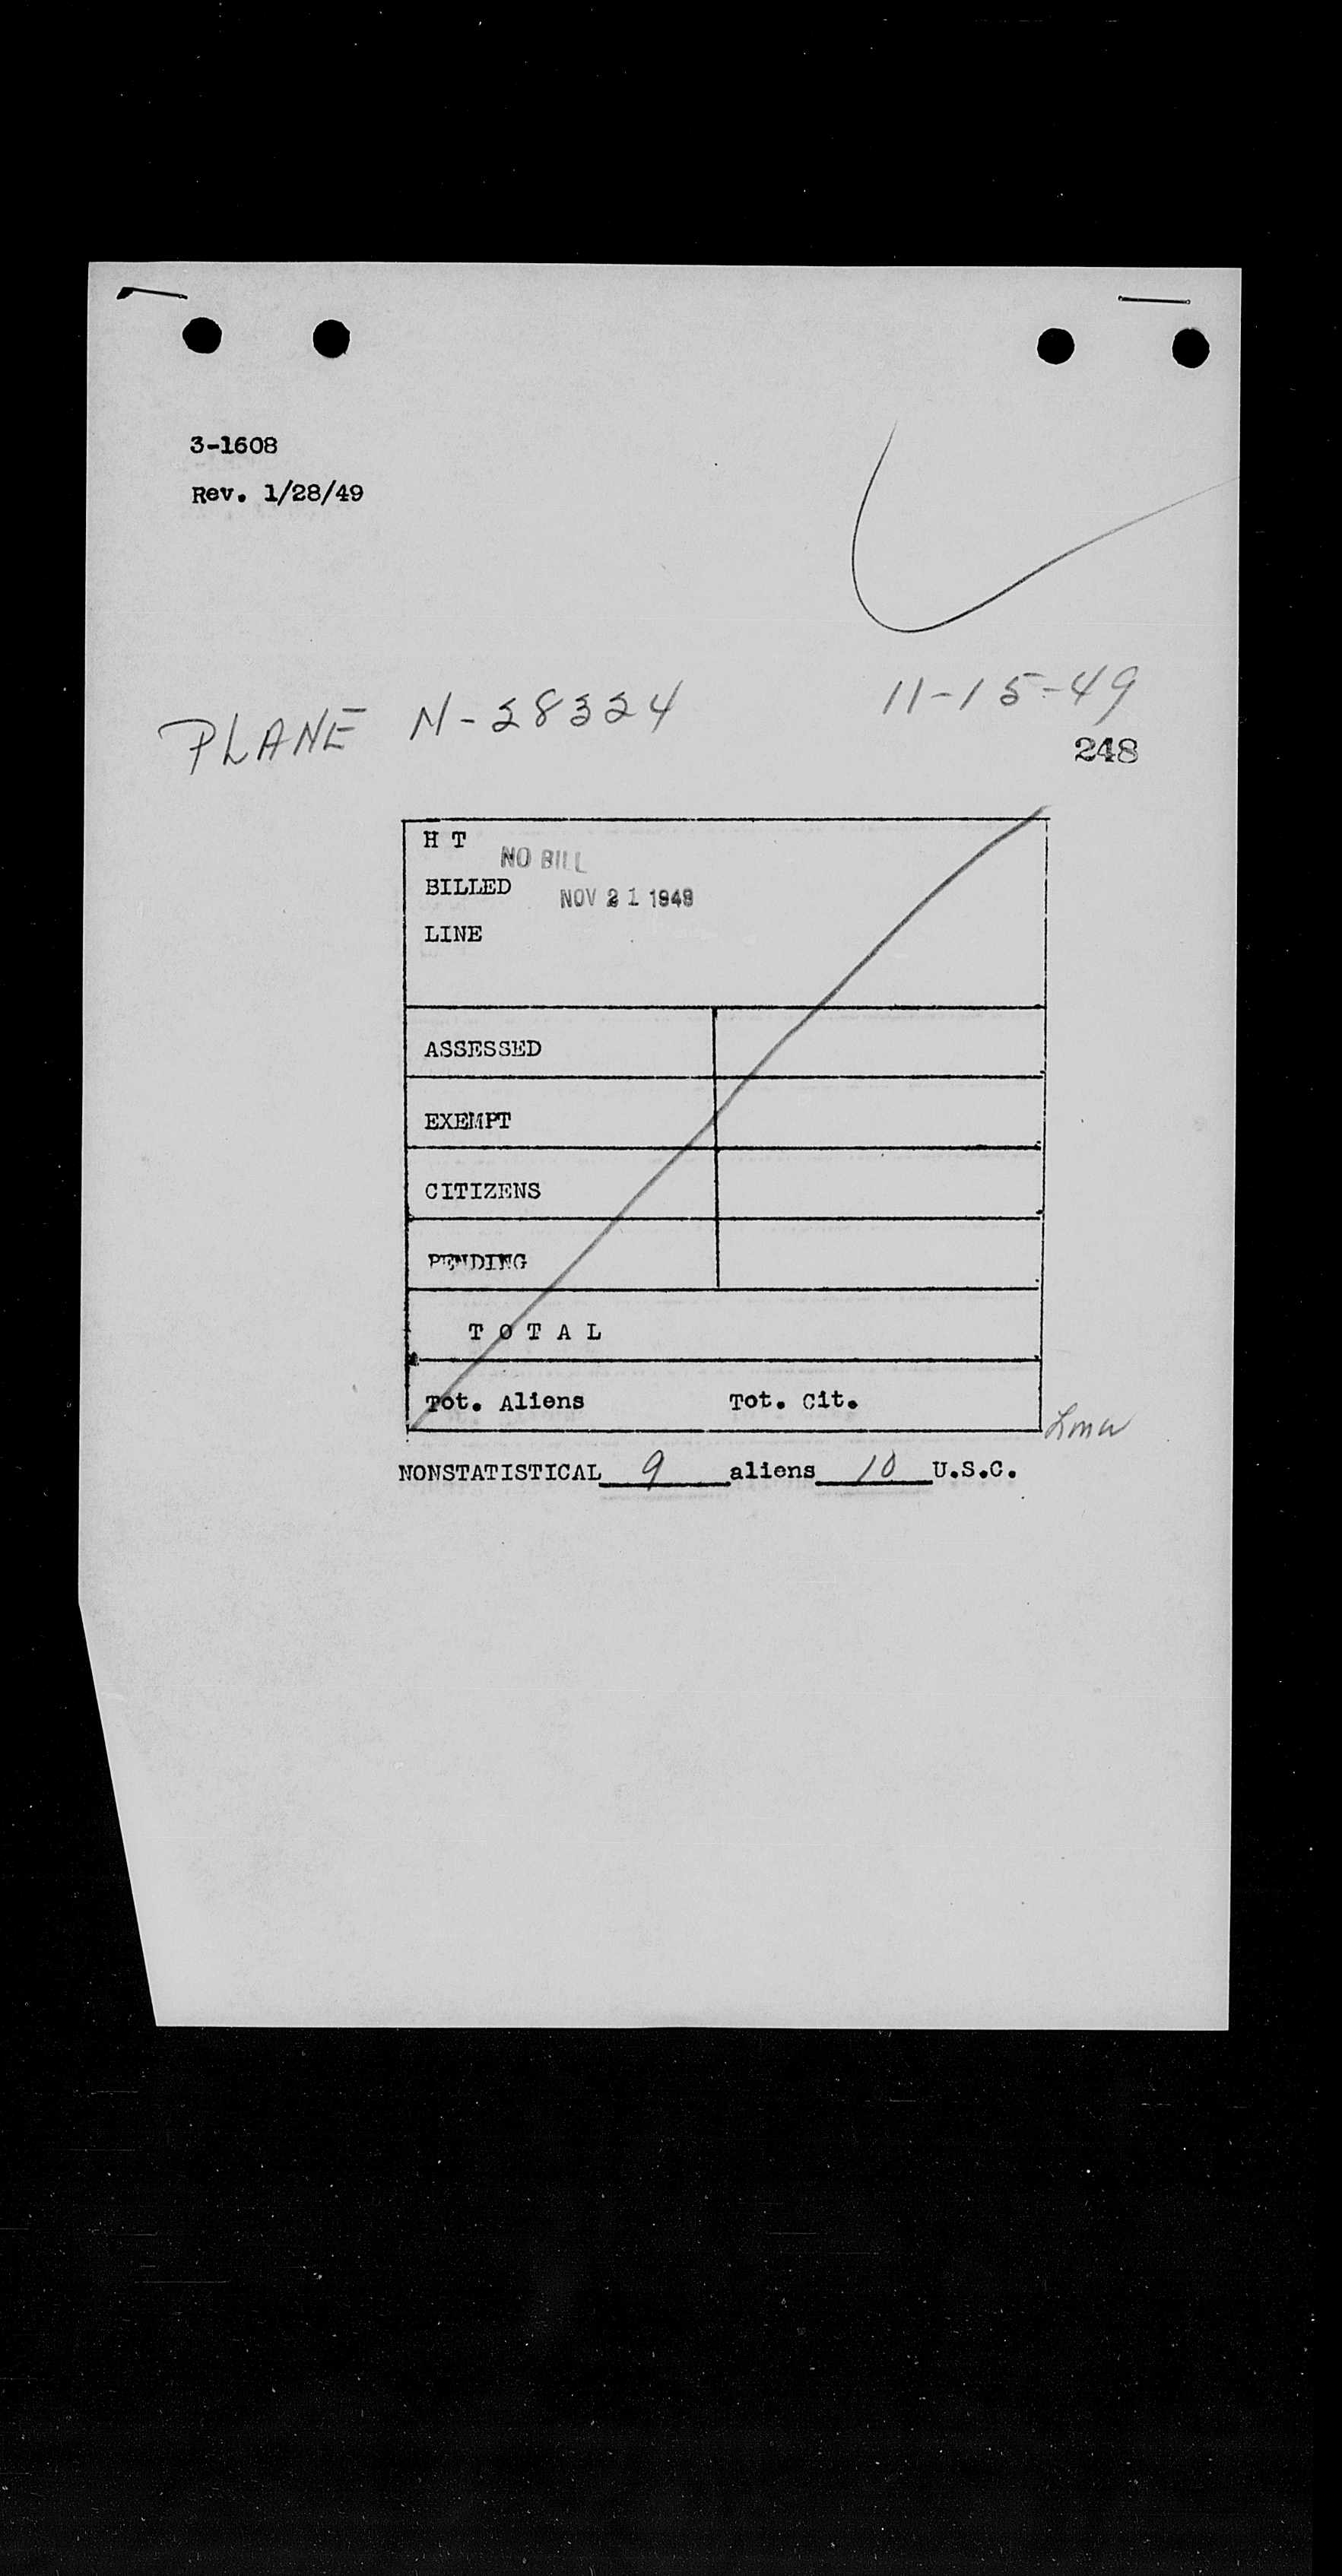 3-1608
Rev. 1/28/49
11-15-49
PLANE N-28324
248
H T
NO BILL
BILLED
NOV 21 1949
LINE
ASSESSED
EXEMPT
CITIZENS
PENDING
T O T A L
Tot. Aliens Tot. Cit.
NONSTATISTICAL 9 aliens 10 U.S.C.